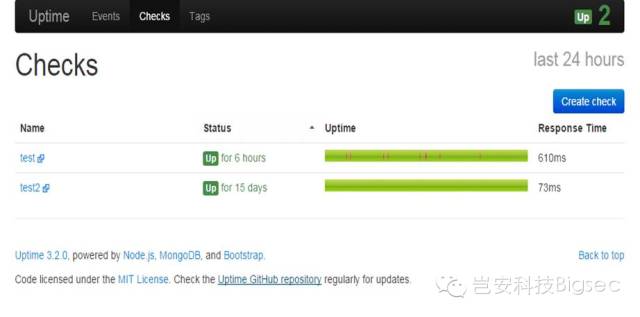 Uptime Events Checks Tags Up 2
Checks last 24 hours
Create check
Name Status Uptime Response Time
test Up for 6 hours 610ms
test2 Up for 15 days 73ms
Uptime 3.2.0, powered by Node.js, MongoDB, and Bootstrap. Back to top
Code licensed under the MIT License. Check the Uptime GitHub repository regularly for updates.
岂安科技Bigsec